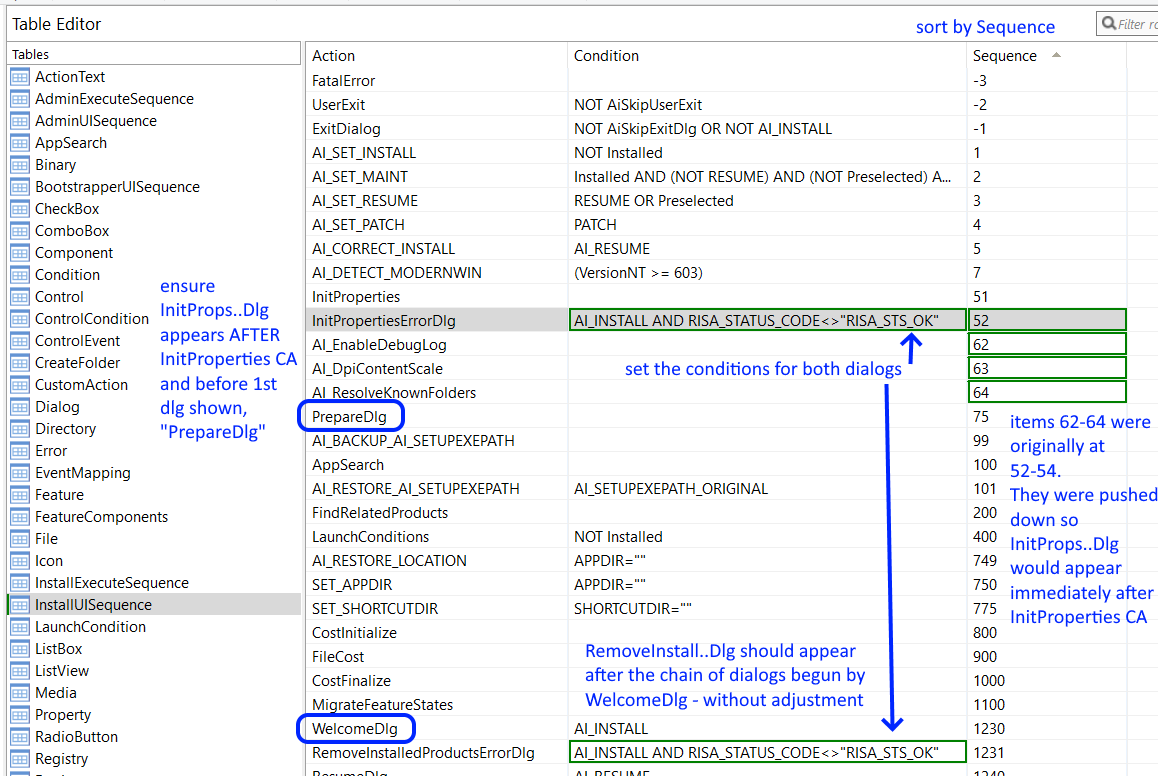 Table Editor
sort by Sequence
Filter ro
Tables
ActionText
AdminExecuteSequence
AdminUISequence
AppSearch
Binary
BootstrapperUISequence
CheckBox
ComboBox
Component
Condition
Control
ControlCondition
ControlEvent
CreateFolder
CustomAction
Dialog
Directory
Error
EventMapping
Feature
FeatureComponents
File
Icon
InstallExecuteSequence
InstallUISequence
LaunchCondition
ListBox
ListView
Media
Property
RadioButton
Registry
ensure
InitProps..Dlg
appears AFTER
InitProperties CA
and before 1st
dlg shown,
"PrepareDlg"
Action Condition Sequence
FatalError -3
UserExit NOT AiSkipUserExit -2
ExitDialog NOT AiSkipExitDlg OR NOT AI_INSTALL -1
AI_SET_INSTALL NOT Installed 1
AI_SET_MAINT Installed AND (NOT RESUME) AND (NOT Preselected) A... 2
AI_SET_RESUME RESUME OR Preselected 3
AI_SET_PATCH PATCH 4
AI_CORRECT_INSTALL AI_RESUME 5
AI_DETECT_MODERNWIN (VersionNT >= 603) 7
InitProperties 51
InitPropertiesErrorDlg AI_INSTALL AND RISA_STATUS_CODE<>"RISA_STS_OK" 52
AI_EnableDebugLog 62
AI_DpiContentScale 63
AI_ResolveKnownFolders 64
PrepareDlg 75
AI_BACKUP_AI_SETUPEXEPATH 99
AppSearch 100
AI_RESTORE_AI_SETUPEXEPATH AI_SETUPEXEPATH_ORIGINAL 101
FindRelatedProducts 200
LaunchConditions NOT Installed 400
AI_RESTORE_LOCATION APPDIR="" 749
SET_APPDIR APPDIR="" 750
SET_SHORTCUTDIR SHORTCUTDIR="" 775
CostInitialize 800
FileCost 900
CostFinalize 1000
MigrateFeatureStates 1100
WelcomeDlg AI_INSTALL 1230
RemoveInstalledProductsErrorDlg AI_INSTALL AND RISA_STATUS_CODE<>"RISA_STS_OK" 1231
ResumeDlg AI_RESUME 1240
set the conditions for both dialogs
items 62-64 were
originally at
52-54.
They were pushed
down so
InitProps..Dlg
would appear
immediately after
InitProperties CA
RemoveInstall..Dlg should appear
after the chain of dialogs begun by
WelcomeDlg - without adjustment